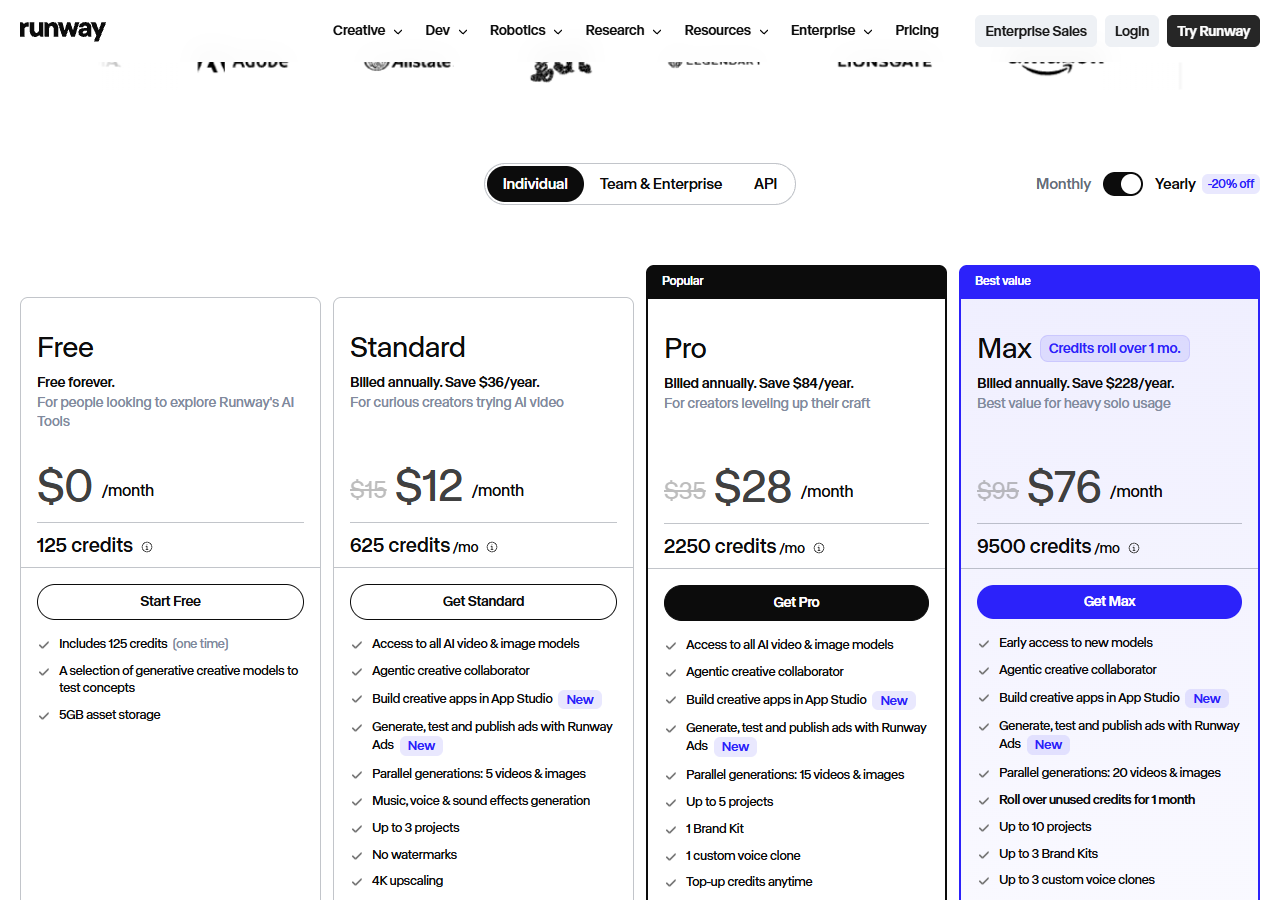 runway
Creative
Dev
Robotics
Research
Resources
Enterprise
Pricing
Enterprise Sales
Login
Try Runway
Adobe
Allstate
LEGENDARY
LIONSGATE
Individual
Team & Enterprise
API
Monthly
Yearly
-20% off
Free
Free forever.
For people looking to explore Runway's AI
Tools
$0 /month
125 credits
Start Free
Includes 125 credits (one time)
A selection of generative creative models to
test concepts
5GB asset storage
Standard
Billed annually. Save $36/year.
For curious creators trying AI video
$15 $12 /month
625 credits /mo
Get Standard
Access to all AI video & image models
Agentic creative collaborator
Build creative apps in App Studio New
Generate, test and publish ads with Runway
Ads New
Parallel generations: 5 videos & images
Music, voice & sound effects generation
Up to 3 projects
No watermarks
4K upscaling
Popular
Pro
Billed annually. Save $84/year.
For creators leveling up their craft
$35 $28 /month
2250 credits /mo
Get Pro
Access to all AI video & image models
Agentic creative collaborator
Build creative apps in App Studio New
Generate, test and publish ads with Runway
Ads New
Parallel generations: 15 videos & images
Up to 5 projects
1 Brand Kit
1 custom voice clone
Top-up credits anytime
Best value
Max Credits roll over 1 mo.
Billed annually. Save $228/year.
Best value for heavy solo usage
$95 $76 /month
9500 credits /mo
Get Max
Early access to new models
Agentic creative collaborator
Build creative apps in App Studio New
Generate, test and publish ads with Runway
Ads New
Parallel generations: 20 videos & images
Roll over unused credits for 1 month
Up to 10 projects
Up to 3 Brand Kits
Up to 3 custom voice clones